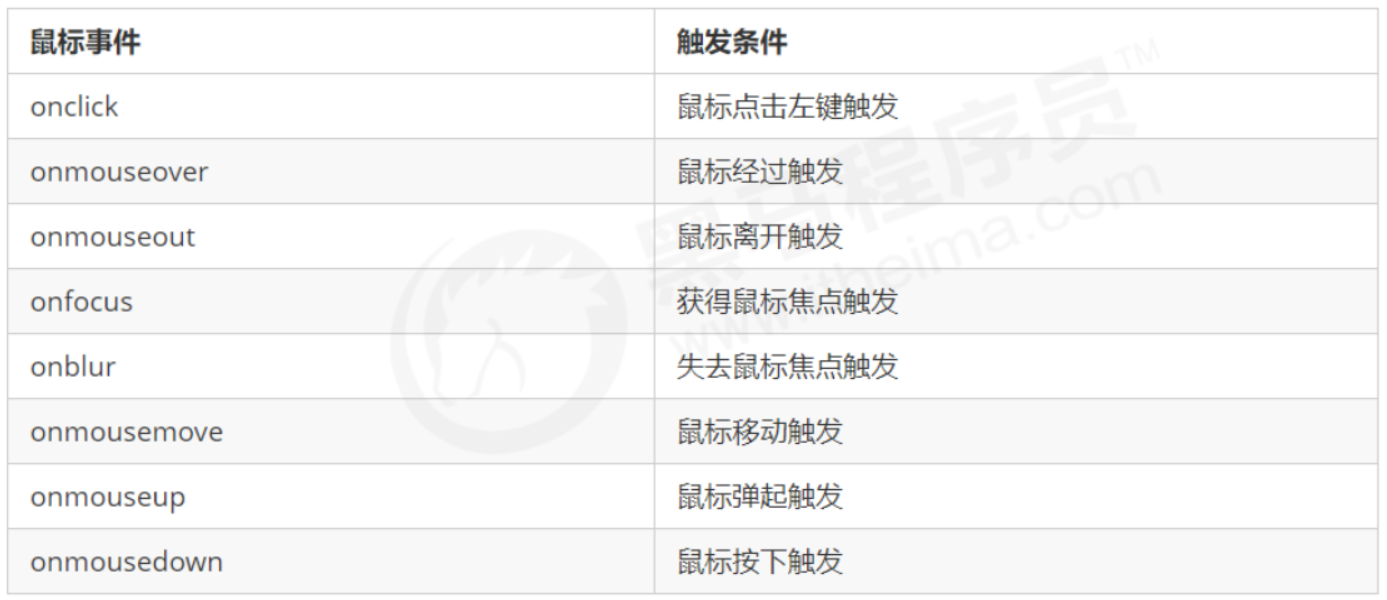 鼠标事件 触发条件
onclick 鼠标点击左键触发
onmouseover 鼠标经过触发
onmouseout 鼠标离开触发
onfocus 获得鼠标焦点触发
onblur 失去鼠标焦点触发
onmousemove 鼠标移动触发
onmouseup 鼠标弹起触发
onmousedown 鼠标按下触发
黑马程序员™
www.itheima.com